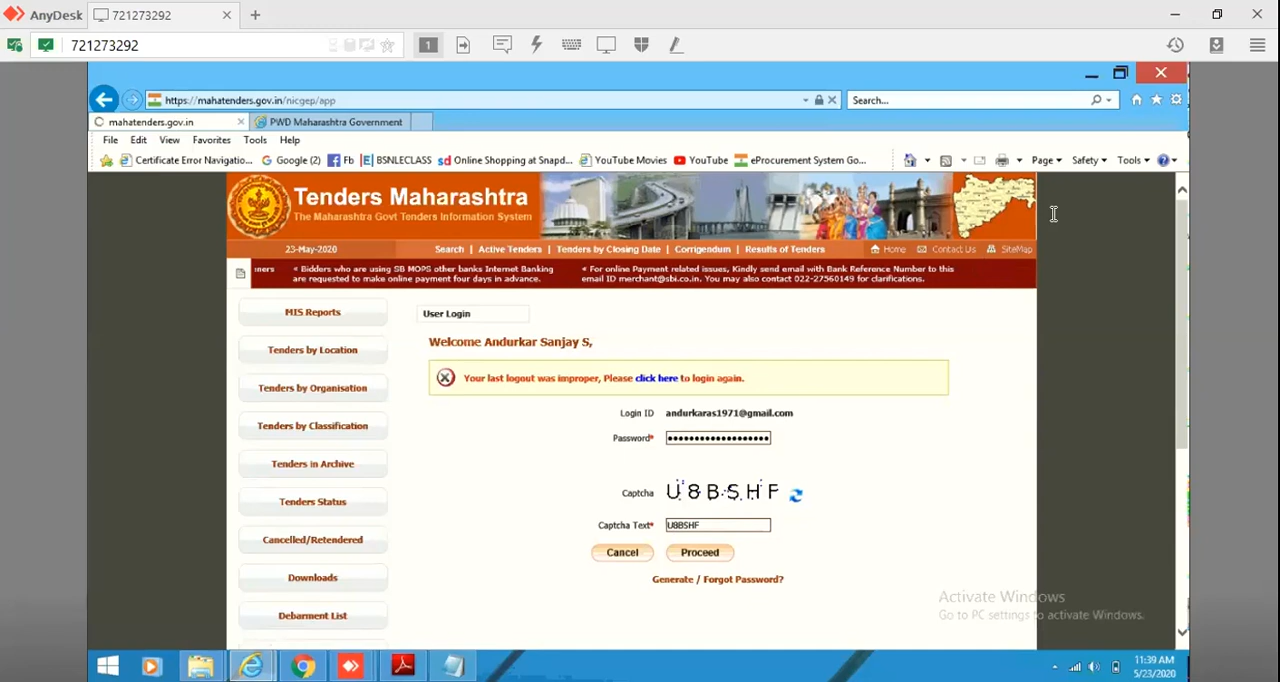 AnyDesk 721273292
721273292 1
https://mahatenders.gov.in/nicgep/app Search...
mahatenders.gov.in PWD Maharashtra Government
File Edit View Favorites Tools Help
Certificate Error Navigatio... Google (2) Fb BSNLECLASS Online Shopping at Snapd... YouTube Movies YouTube eProcurement System Go... Page Safety Tools
Tenders Maharashtra
The Maharashtra Govt Tenders Information System
23-May-2020 Search | Active Tenders | Tenders by Closing Date | Corrigendum | Results of Tenders Home Contact Us SiteMap
ners « Bidders who are using SB MOPS other banks Internet Banking « For online Payment related issues, Kindly send email with Bank Reference Number to this
are requested to make online payment four days in advance. email ID merchant@sbi.co.in. You may also contact 022-27560149 for clarifications.
MIS Reports
Tenders by Location
Tenders by Organisation
Tenders by Classification
Tenders in Archive
Tenders Status
Cancelled/Retendered
Downloads
Debarment List
User Login
Welcome Andurkar Sanjay S,
Your last logout was improper, Please click here to login again.
Login ID andurkaras1971@gmail.com
Password*
Captcha U8BSHF
Captcha Text* U8BSHF
Cancel Proceed
Generate / Forgot Password?
Activate Windows
Go to PC settings to activate Windows.
11:39 AM
5/23/2020